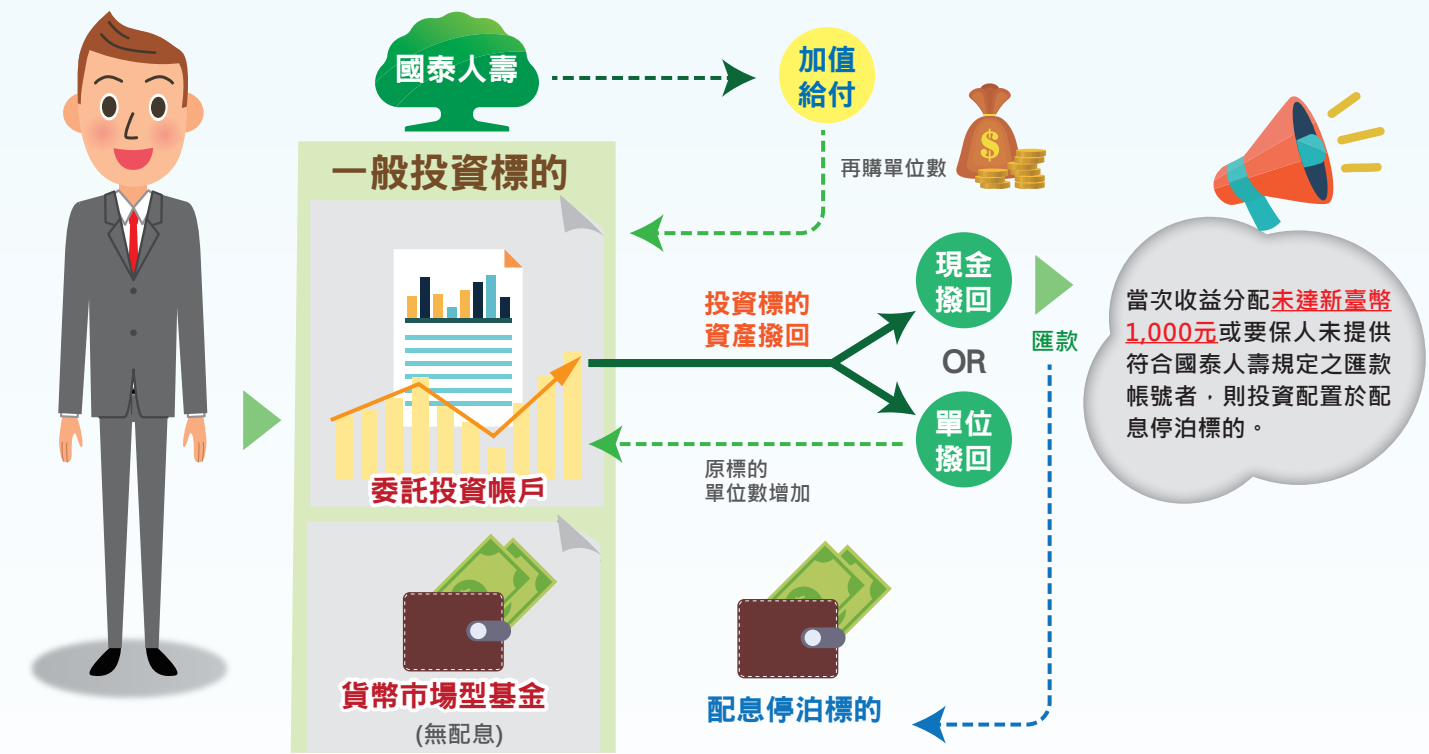 國泰人壽
加值
給付
一般投資標的
再購單位數
$
現金
撥回
投資標的
資產撥回
OR
匯款
當次收益分配未達新臺幣
1,000元或要保人未提供
符合國泰人壽規定之匯款
帳號者，則投資配置於配
息停泊標的。
單位
撥回
原標的
單位數增加
委託投資帳戶
貨幣市場型基金
(無配息)
配息停泊標的